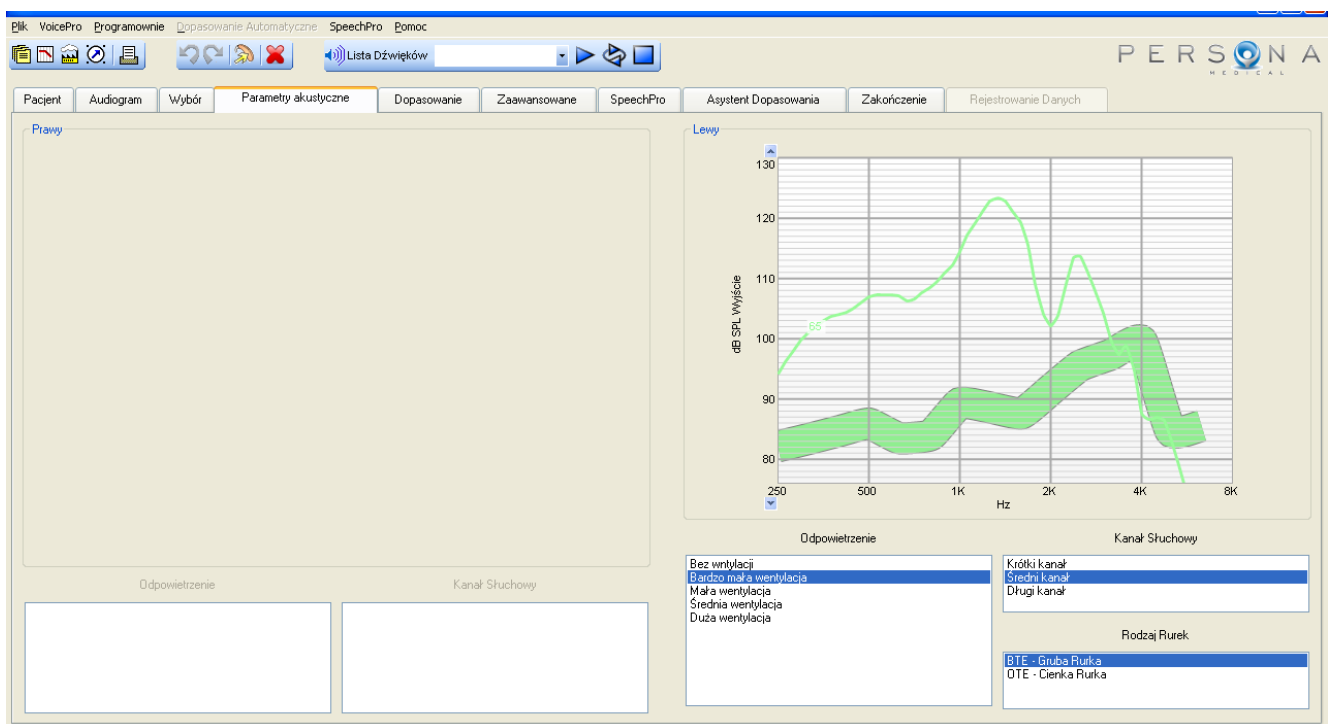 Plik VoicePro Programownie Dopasowanie Automatyczne SpeechPro Pomoc
Lista Dźwięków
PERSONA
MEDICAL
Pacjent Audiogram Wybór Parametry akustyczne Dopasowanie Zaawansowane SpeechPro Asystent Dopasowania Zakończenie Rejestrowanie Danych
Prawy
Odpowietrzenie Kanał Słuchowy
Lewy
130
120
110
100
90
80
dB SPL Wyjście
65
250 500 1K 2K 4K 8K
Hz
Odpowietrzenie
Bez wntylacji
Bardzo mała wentylacja
Mała wentylacja
Średnia wentylacja
Duża wentylacja
Kanał Słuchowy
Krótki kanał
Średni kanał
Długi kanał
Rodzaj Rurek
BTE - Gruba Rurka
OTE - Cienka Rurka